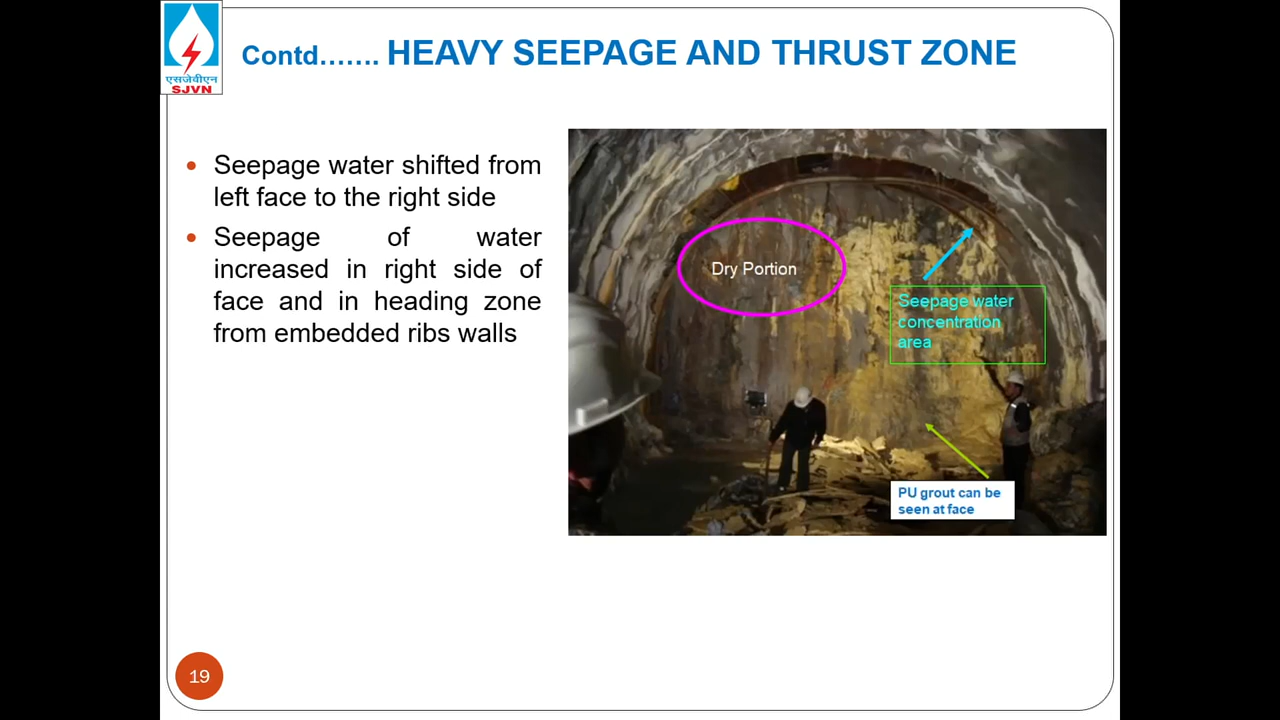 एसजेवीएन
SJVN
Contd……. HEAVY SEEPAGE AND THRUST ZONE
• Seepage water shifted from
left face to the right side
• Seepage of water
increased in right side of
face and in heading zone
from embedded ribs walls
Dry Portion
Seepage water
concentration
area
PU grout can be
seen at face
19